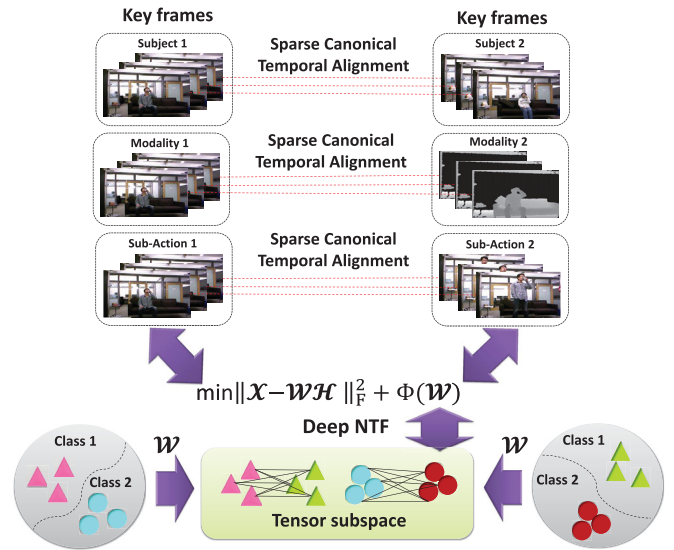 Key frames
Key frames
Subject 1
Sparse Canonical
Temporal Alignment
Subject 2
Modality 1
Sparse Canonical
Temporal Alignment
Modality 2
Sub-Action 1
Sparse Canonical
Temporal Alignment
Sub-Action 2
min‖𝓧−𝓦𝓗‖²_F + Φ(𝓦)
Deep NTF
Class 1
Class 2
𝓦
Tensor subspace
𝓦
Class 1
Class 2